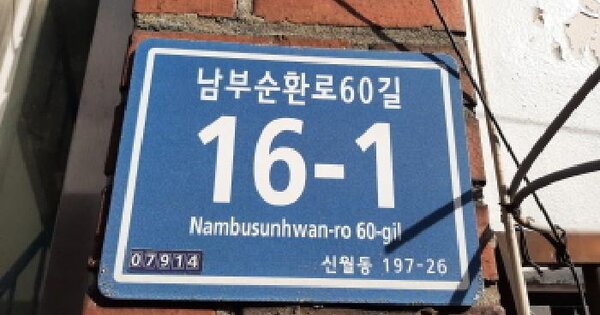 남부순환로60길
16-1
Nambusunhwan-ro 60-gil
07914 신월동 197-26